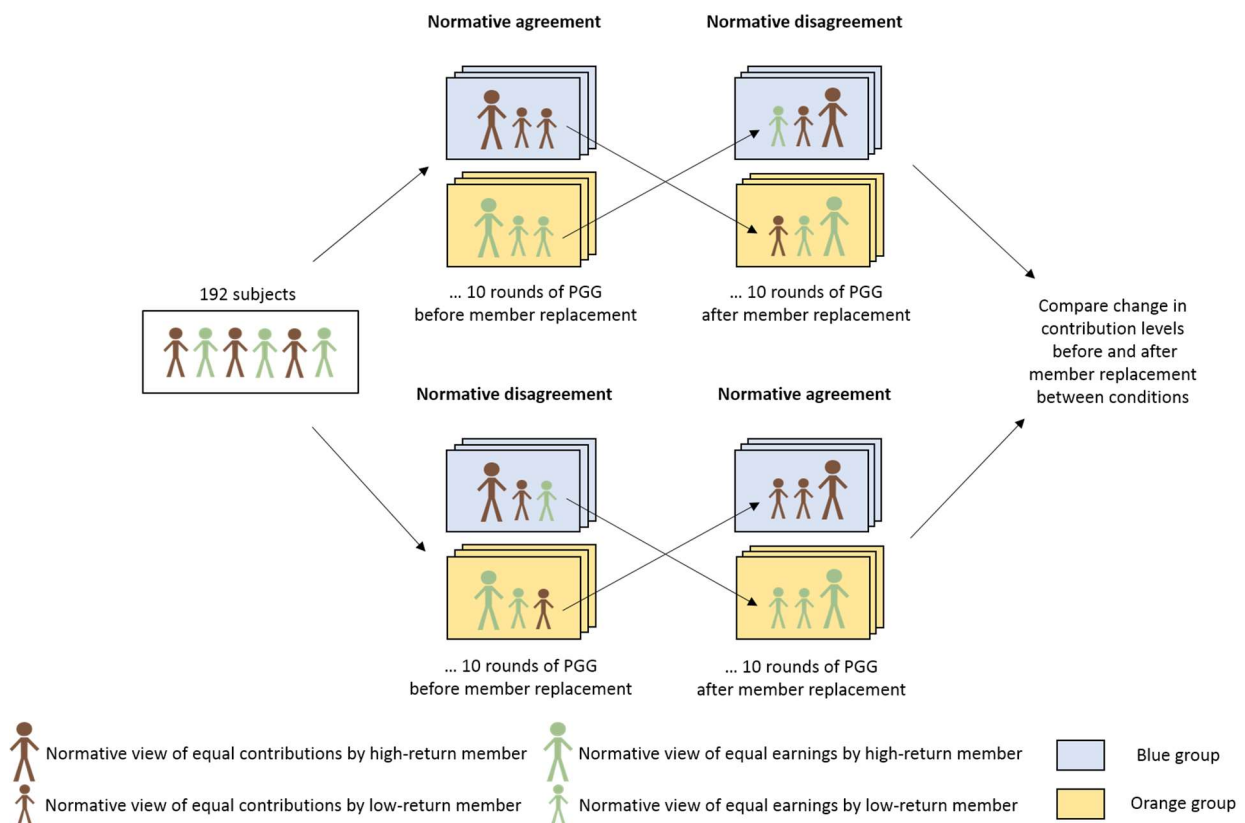 Normative agreement
Normative disagreement
... 10 rounds of PGG
before member replacement
... 10 rounds of PGG
after member replacement
192 subjects
Compare change in
contribution levels
before and after
member replacement
between conditions
Normative disagreement
Normative agreement
... 10 rounds of PGG
before member replacement
... 10 rounds of PGG
after member replacement
Normative view of equal contributions by high-return member
Normative view of equal earnings by high-return member
Blue group
Normative view of equal contributions by low-return member
Normative view of equal earnings by low-return member
Orange group